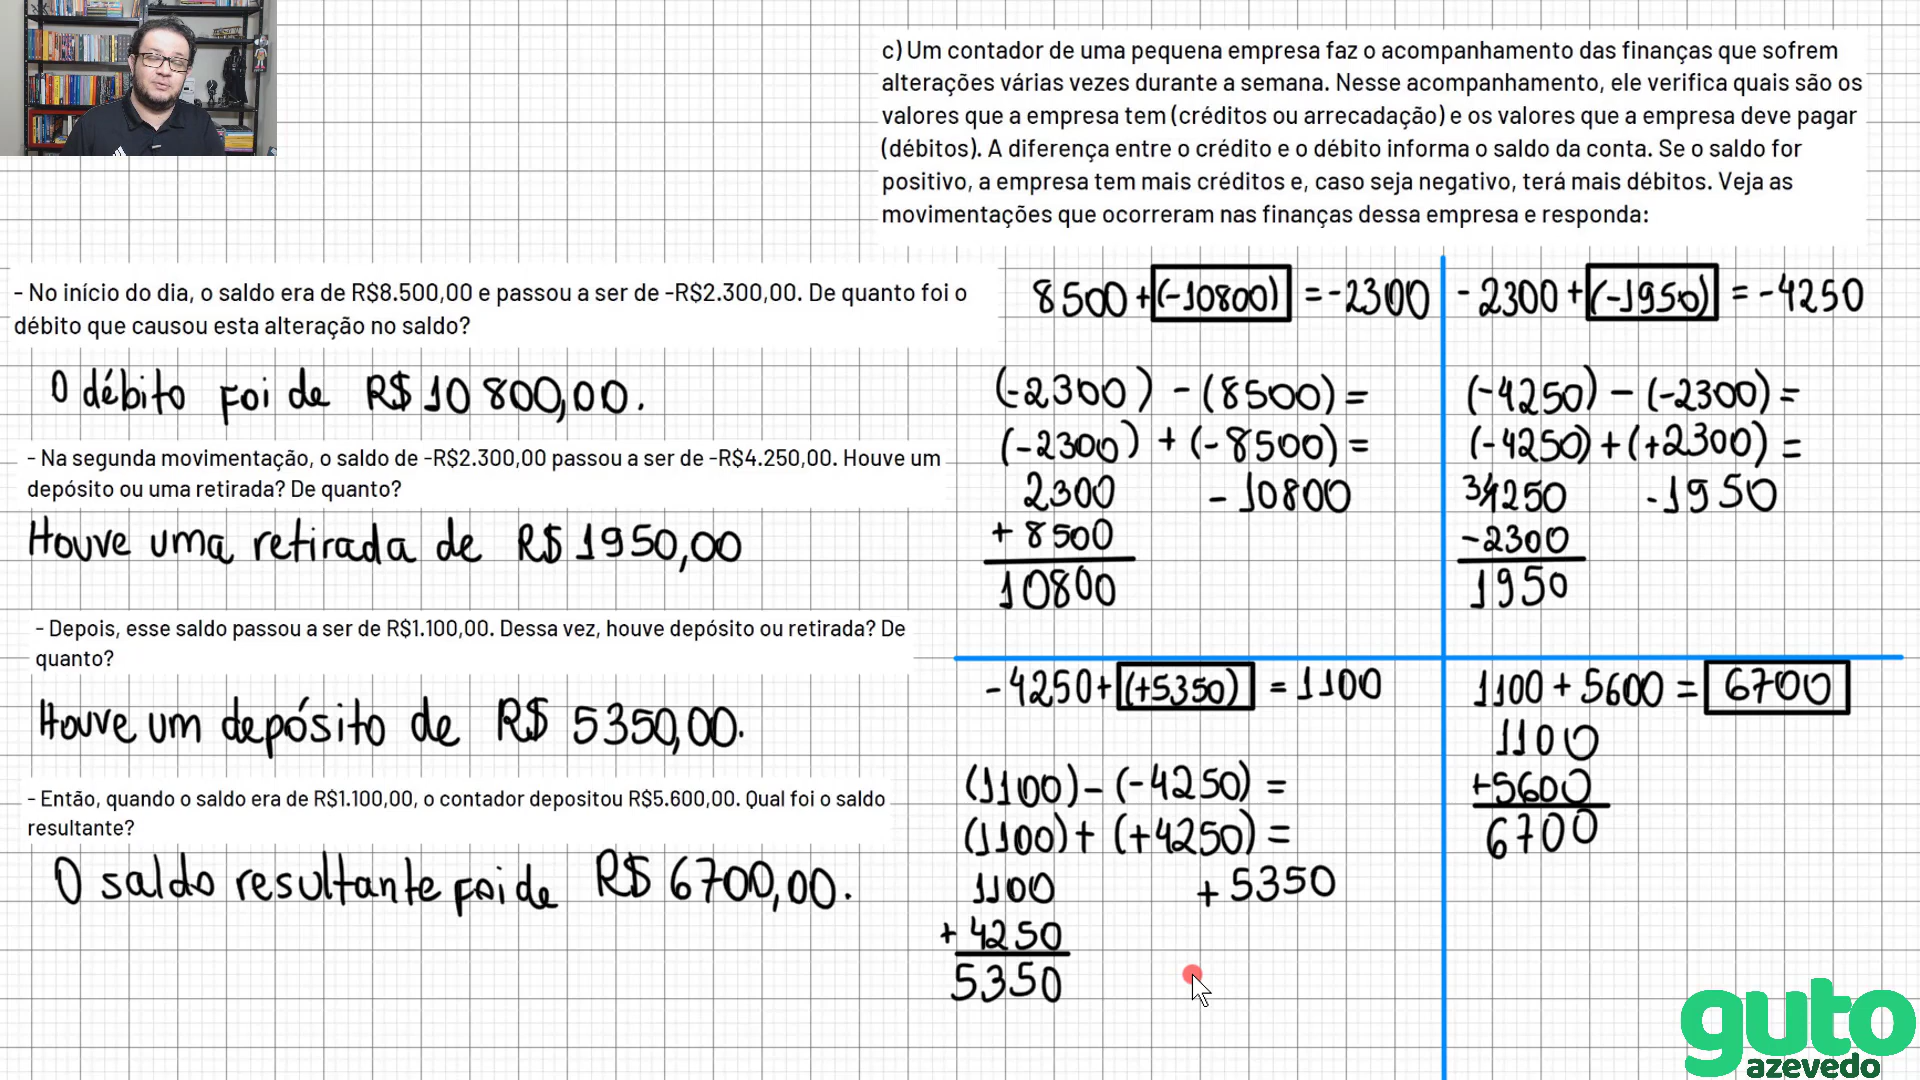 c) Um contador de uma pequena empresa faz o acompanhamento das finanças que sofrem
alterações várias vezes durante a semana. Nesse acompanhamento, ele verifica quais são os
valores que a empresa tem (créditos ou arrecadação) e os valores que a empresa deve pagar
(débitos). A diferença entre o crédito e o débito informa o saldo da conta. Se o saldo for
positivo, a empresa tem mais créditos e, caso seja negativo, terá mais débitos. Veja as
movimentações que ocorreram nas finanças dessa empresa e responda:
- No início do dia, o saldo era de R$8.500,00 e passou a ser de -R$2.300,00. De quanto foi o
débito que causou esta alteração no saldo?
O débito foi de R$ 10 800,00.
- Na segunda movimentação, o saldo de -R$2.300,00 passou a ser de -R$4.250,00. Houve um
depósito ou uma retirada? De quanto?
Houve uma retirada de R$ 1950,00
- Depois, esse saldo passou a ser de R$1.100,00. Dessa vez, houve depósito ou retirada? De
quanto?
Houve um depósito de R$ 5350,00.
- Então, quando o saldo era de R$1.100,00, o contador depositou R$5.600,00. Qual foi o saldo
resultante?
O saldo resultante foi de R$ 6700,00.
8500 + (-10800) = -2300
(-2300) - (8500) =
(-2300) + (-8500) =
2300 - 10800
+ 8500
10800
-2300 + (-1950) = -4250
(-4250) - (-2300) =
(-4250) + (+2300) =
34250 -1950
-2300
1950
-4250 + (+5350) = 1100
(1100) - (-4250) =
(1100) + (+4250) =
1100 + 5350
+ 4250
5350
1100 + 5600 = 6700
1100
+5600
6700
guto
azevedo